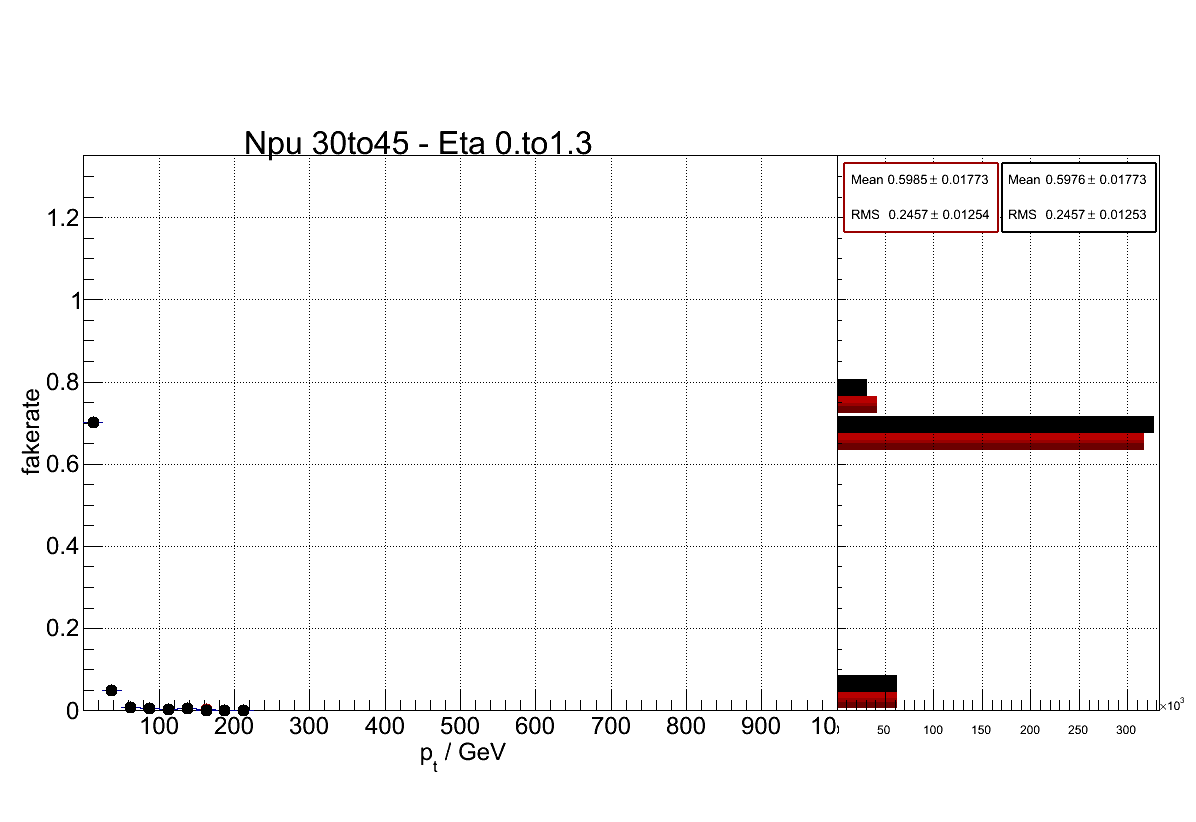 Npu 30to45 - Eta 0.to1.3
Mean 0.5985 ± 0.01773
RMS 0.2457 ± 0.01254
Mean 0.5976 ± 0.01773
RMS 0.2457 ± 0.01253
fakerate
1.2
1
0.8
0.6
0.4
0.2
0
100 200 300 400 500 600 700 800 900 10
50 100 150 200 250 300
×10³
pt / GeV